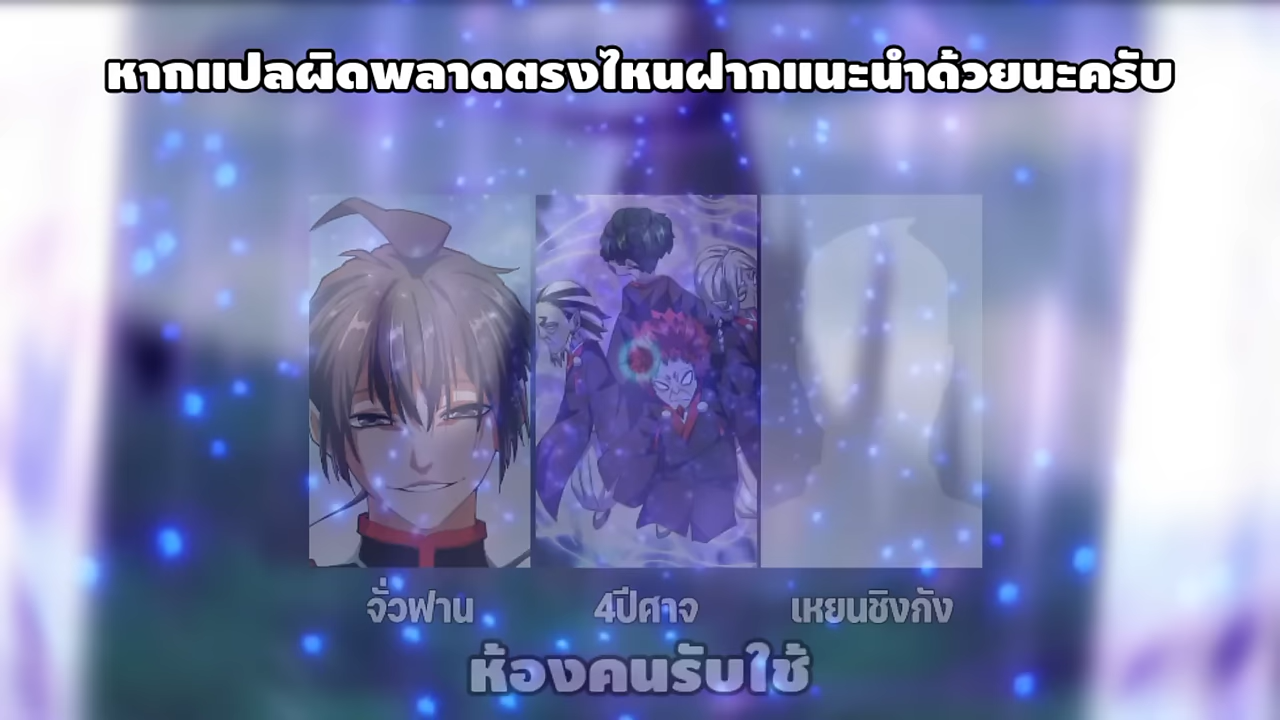 หากแปลผิดพลาดตรงไหนฝากแนะนำด้วยนะครับ
จั่วฟาน 4ปีศาจ เหยนชิงกัง
ห้องคนรับใช้